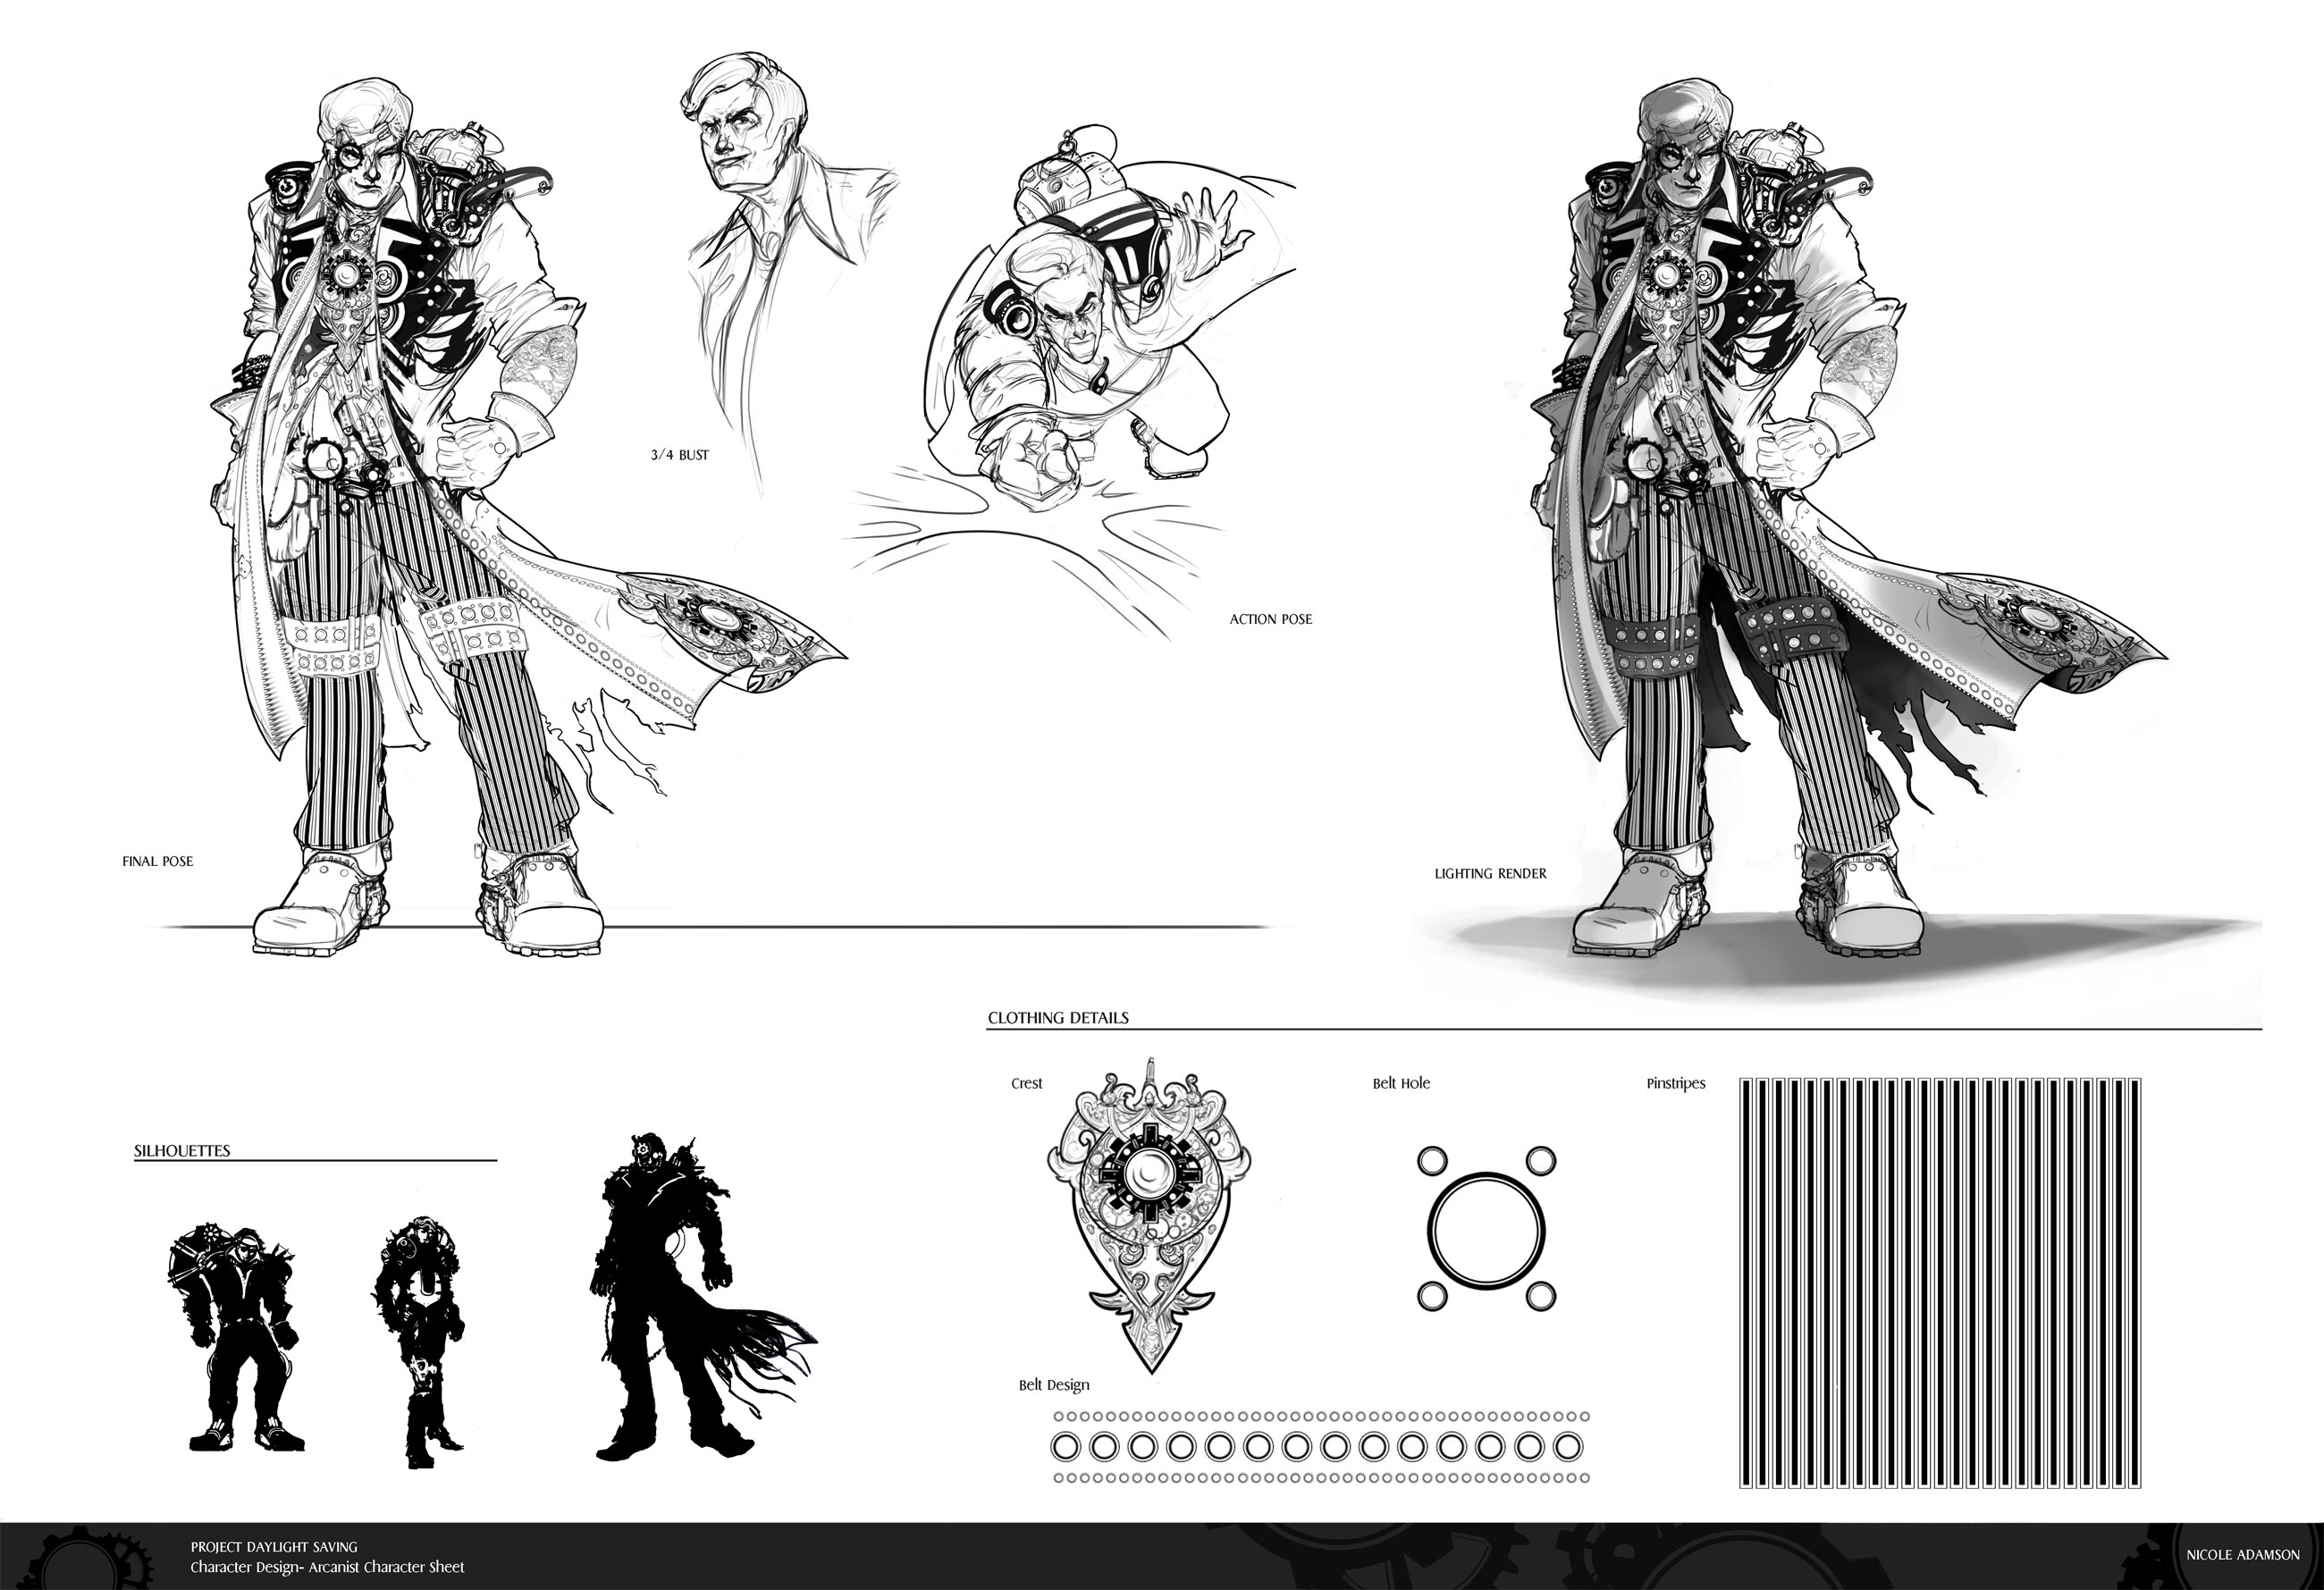 3/4 BUST
ACTION POSE
FINAL POSE
LIGHTING RENDER
CLOTHING DETAILS
Crest
Belt Hole
Pinstripes
SILHOUETTES
Belt Design
PROJECT DAYLIGHT SAVING
Character Design- Arcanist Character Sheet
NICOLE ADAMSON